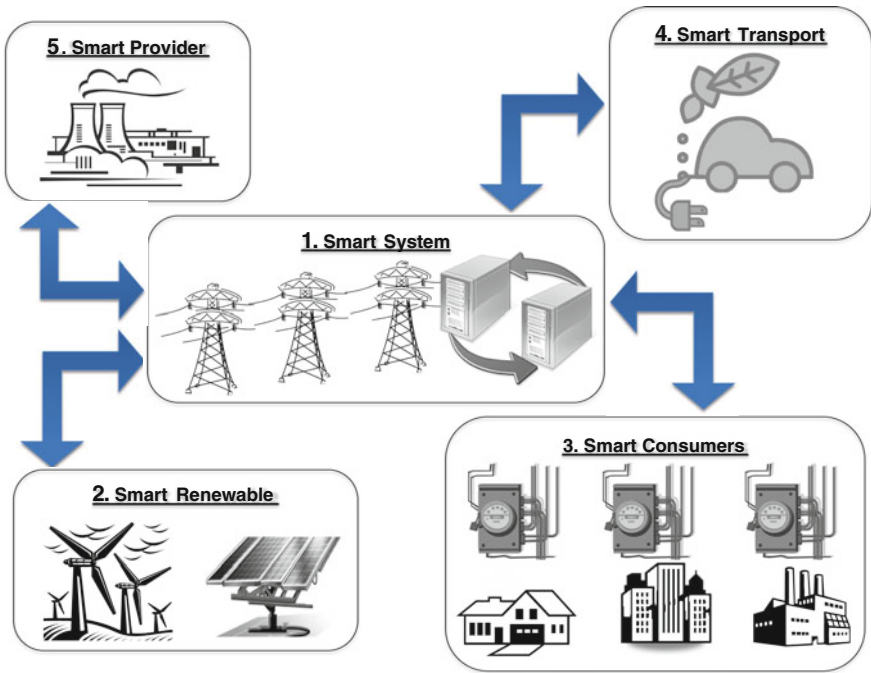 5. Smart Provider
4. Smart Transport
1. Smart System
3. Smart Consumers
2. Smart Renewable